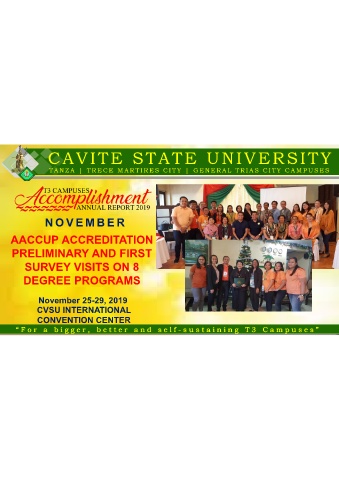 CAVITE STATE UNIVERSITY
TANZA | TRECE MARTIRES CITY | GENERAL TRIAS CITY CAMPUSES
T3 CAMPUSES
Accomplishment
ANNUAL REPORT 2019
NOVEMBER
AACCUP ACCREDITATION
PRELIMINARY AND FIRST
SURVEY VISITS ON 8
DEGREE PROGRAMS
November 25-29, 2019
CVSU INTERNATIONAL
CONVENTION CENTER
"For a bigger, better and self-sustaining T3 Campuses"